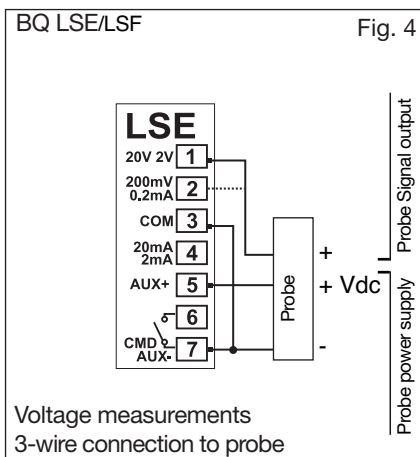 BQ LSE/LSF
Fig. 4
LSE
20V 2V 1
200mV
0.2mA 2
COM 3
20mA
2mA 4
AUX+ 5
6
CMD
AUX- 7
Probe
+
+ Vdc
-
Probe Signal output
Probe power supply
Voltage measurements
3-wire connection to probe